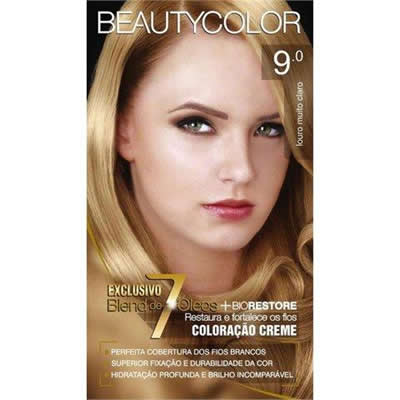 BEAUTYCOLOR
9.0
louro muito claro
EXCLUSIVO
Blend de 7 Óleos + BIORESTORE
Restaura e fortalece os fios
COLORAÇÃO CREME
PERFEITA COBERTURA DOS FIOS BRANCOS
SUPERIOR FIXAÇÃO E DURABILIDADE DA COR
HIDRATAÇÃO PROFUNDA E BRILHO INCOMPARÁVEL